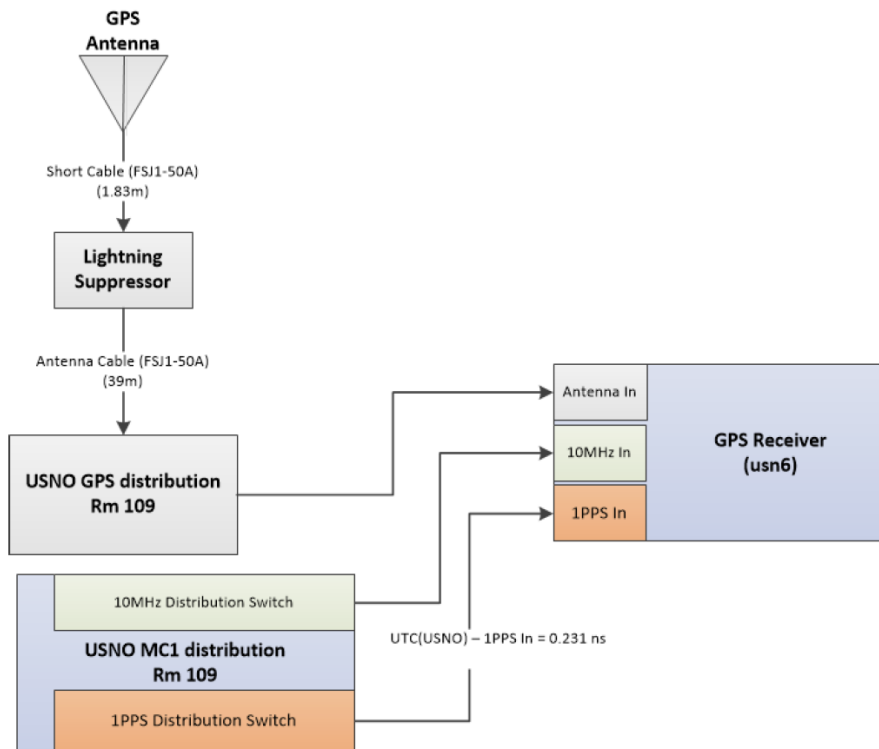 GPS
Antenna
Short Cable (FSJ1-50A)
(1.83m)
Lightning
Suppressor
Antenna Cable (FSJ1-50A)
(39m)
USNO GPS distribution
Rm 109
Antenna In
10MHz In
1PPS In
GPS Receiver
(usn6)
10MHz Distribution Switch
USNO MC1 distribution
Rm 109
1PPS Distribution Switch
UTC(USNO) – 1PPS In = 0.231 ns